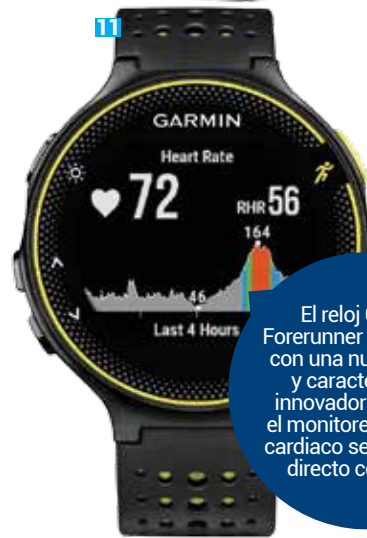 11
GARMIN
Heart Rate
72
RHR 56
164
46
Last 4 Hours
El reloj
Forerunner
con una
y
innovador
el
cardiaco
directo